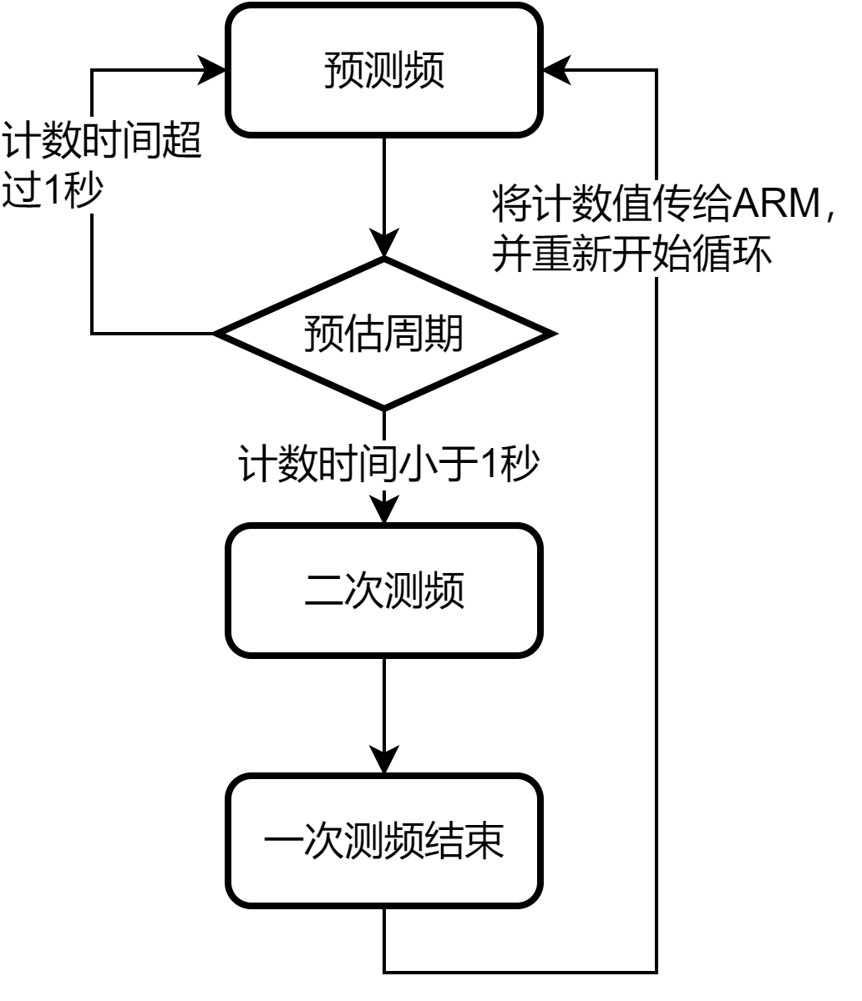 预测频
计数时间超
过1秒
将计数值传给ARM，
并重新开始循环
预估周期
计数时间小于1秒
二次测频
一次测频结束